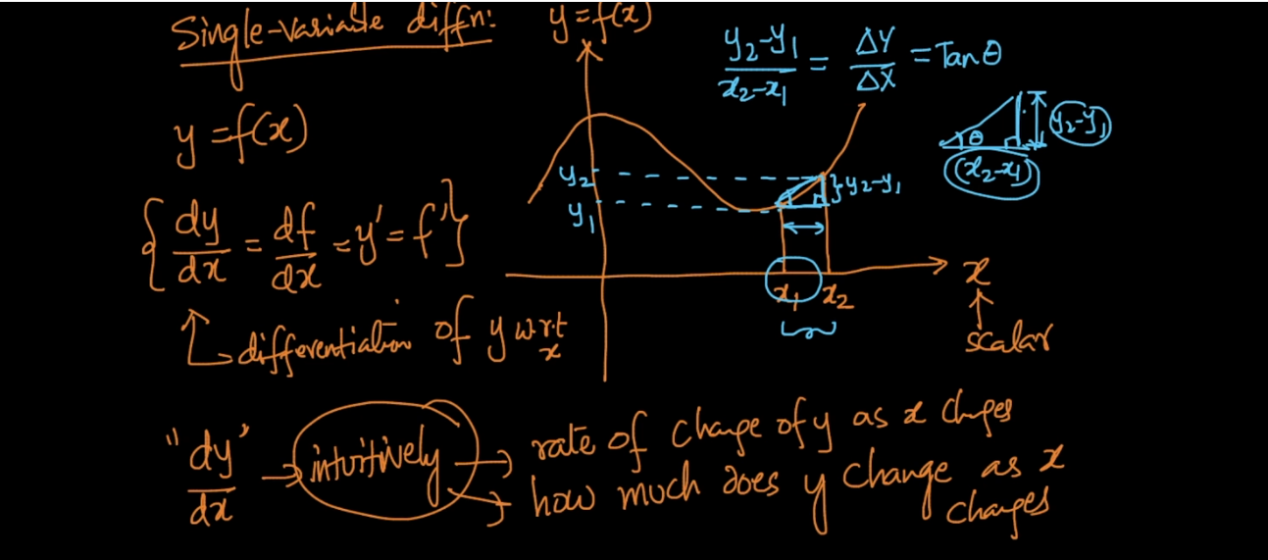 Single-variable diffn:
y = f(x)
y = f(x)
{ dy/dx = df/dx = y' = f' }
differentiation of y w.r.t x
"dy/dx" → intuitively → rate of change of y as x changes
→ how much does y change as x changes
(y₂-y₁)/(x₂-x₁) = ΔY/ΔX = Tan θ
y₂
y₁
}y₂-y₁
x₁ x₂
x
scalar
θ
y₂-y₁
(x₂-x₁)